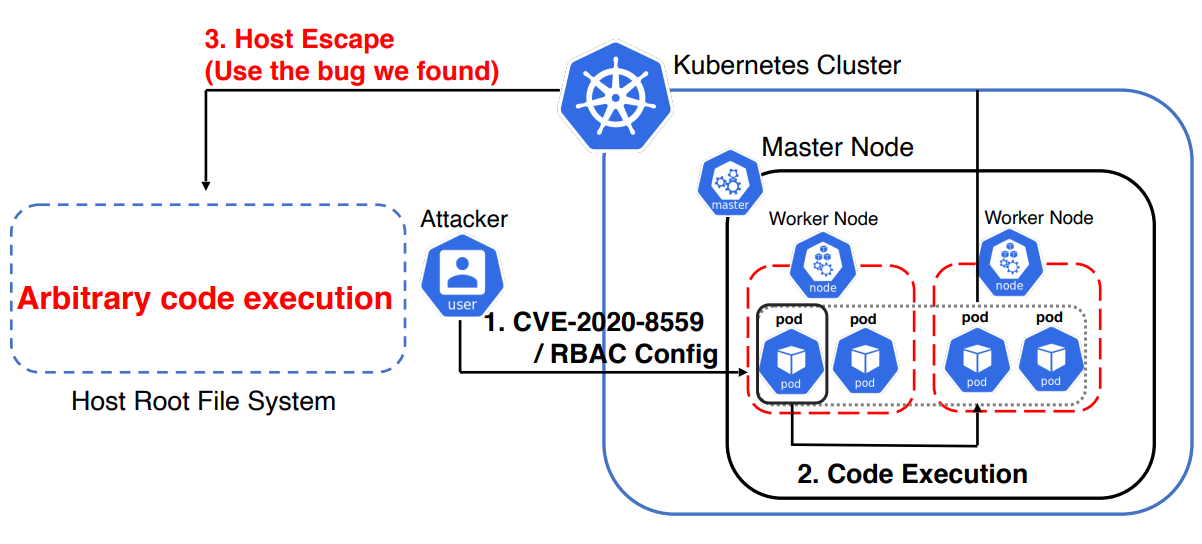 3. Host Escape
(Use the bug we found)
Kubernetes Cluster
Master Node
master
Attacker
user
Worker Node
node
Worker Node
node
Arbitrary code execution
Host Root File System
1. CVE-2020-8559
/ RBAC Config
pod
pod
pod
pod
pod
pod
pod
pod
2. Code Execution